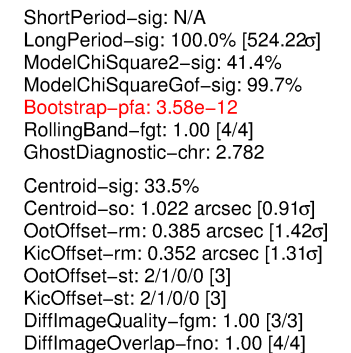 ShortPeriod−sig: N/A
LongPeriod−sig: 100.0% [524.22σ]
ModelChiSquare2−sig: 41.4%
ModelChiSquareGof−sig: 99.7%
Bootstrap−pfa: 3.58e−12
RollingBand−fgt: 1.00 [4/4]
GhostDiagnostic−chr: 2.782
Centroid−sig: 33.5%
Centroid−so: 1.022 arcsec [0.91σ]
OotOffset−rm: 0.385 arcsec [1.42σ]
KicOffset−rm: 0.352 arcsec [1.31σ]
OotOffset−st: 2/1/0/0 [3]
KicOffset−st: 2/1/0/0 [3]
DiffImageQuality−fgm: 1.00 [3/3]
DiffImageOverlap−fno: 1.00 [4/4]